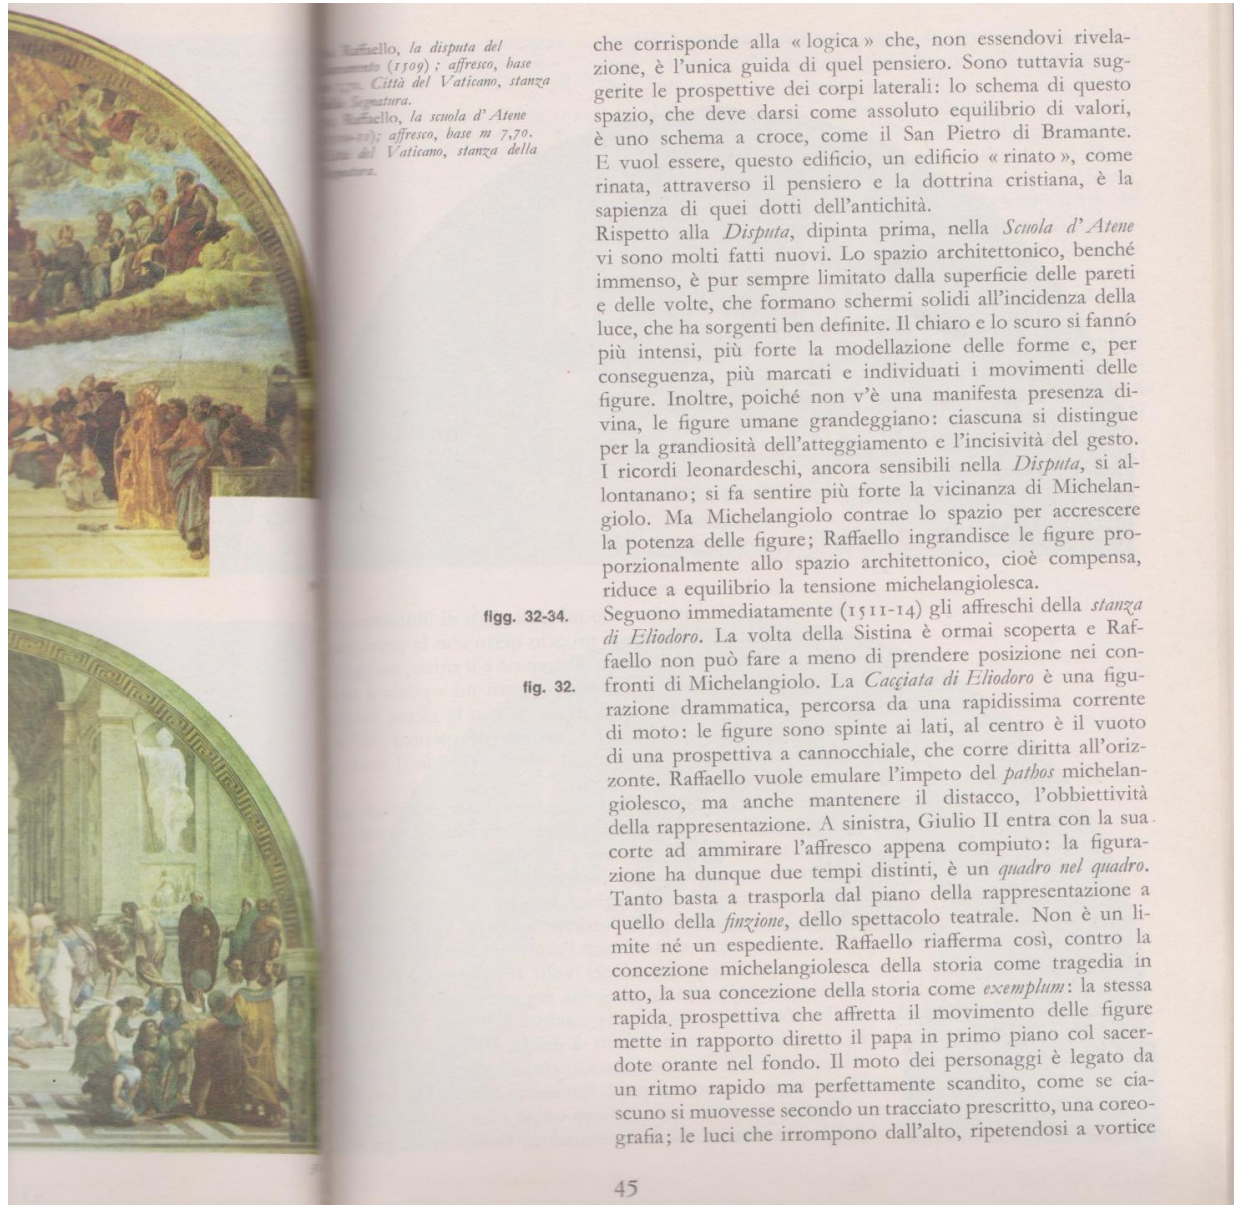 Raffaello, la disputa del
(1509) ; affresco, base
Città del Vaticano, stanza
Segnatura.
Raffaello, la scuola d'Atene
affresco, base m 7,70.
del Vaticano, stanza della
Segnatura.
che corrisponde alla « logica » che, non essendovi rivela-
zione, è l'unica guida di quel pensiero. Sono tuttavia sug-
gerite le prospettive dei corpi laterali: lo schema di questo
spazio, che deve darsi come assoluto equilibrio di valori,
è uno schema a croce, come il San Pietro di Bramante.
E vuol essere, questo edificio, un edificio « rinato », come
rinata, attraverso il pensiero e la dottrina cristiana, è la
sapienza di quei dotti dell'antichità.
Rispetto alla Disputa, dipinta prima, nella Scuola d'Atene
vi sono molti fatti nuovi. Lo spazio architettonico, benché
immenso, è pur sempre limitato dalla superficie delle pareti
e delle volte, che formano schermi solidi all'incidenza della
luce, che ha sorgenti ben definite. Il chiaro e lo scuro si fanno
più intensi, più forte la modellazione delle forme e, per
conseguenza, più marcati e individuati i movimenti delle
figure. Inoltre, poiché non v'è una manifesta presenza di-
vina, le figure umane grandeggiano: ciascuna si distingue
per la grandiosità dell'atteggiamento e l'incisività del gesto.
I ricordi leonardeschi, ancora sensibili nella Disputa, si al-
lontanano; si fa sentire più forte la vicinanza di Michelan-
giolo. Ma Michelangiolo contrae lo spazio per accrescere
la potenza delle figure; Raffaello ingrandisce le figure pro-
porzionalmente allo spazio architettonico, cioè compensa,
riduce a equilibrio la tensione michelangiolesca.
figg. 32-34. Seguono immediatamente (1511-14) gli affreschi della stanza
di Eliodoro. La volta della Sistina è ormai scoperta e Raf-
faello non può fare a meno di prendere posizione nei con-
fig. 32. fronti di Michelangiolo. La Cacciata di Eliodoro è una figu-
razione drammatica, percorsa da una rapidissima corrente
di moto: le figure sono spinte ai lati, al centro è il vuoto
di una prospettiva a cannocchiale, che corre diritta all'oriz-
zonte. Raffaello vuole emulare l'impeto del pathos michelan-
giolesco, ma anche mantenere il distacco, l'obbiettività
della rappresentazione. A sinistra, Giulio II entra con la sua
corte ad ammirare l'affresco appena compiuto: la figura-
zione ha dunque due tempi distinti, è un quadro nel quadro.
Tanto basta a trasporla dal piano della rappresentazione a
quello della finzione, dello spettacolo teatrale. Non è un li-
mite né un espediente. Raffaello riafferma così, contro la
concezione michelangiolesca della storia come tragedia in
atto, la sua concezione della storia come exemplum: la stessa
rapida prospettiva che affretta il movimento delle figure
mette in rapporto diretto il papa in primo piano col sacer-
dote orante nel fondo. Il moto dei personaggi è legato da
un ritmo rapido ma perfettamente scandito, come se cia-
scuno si muovesse secondo un tracciato prescritto, una coreo-
grafia; le luci che irrompono dall'alto, ripetendosi a vortice
45